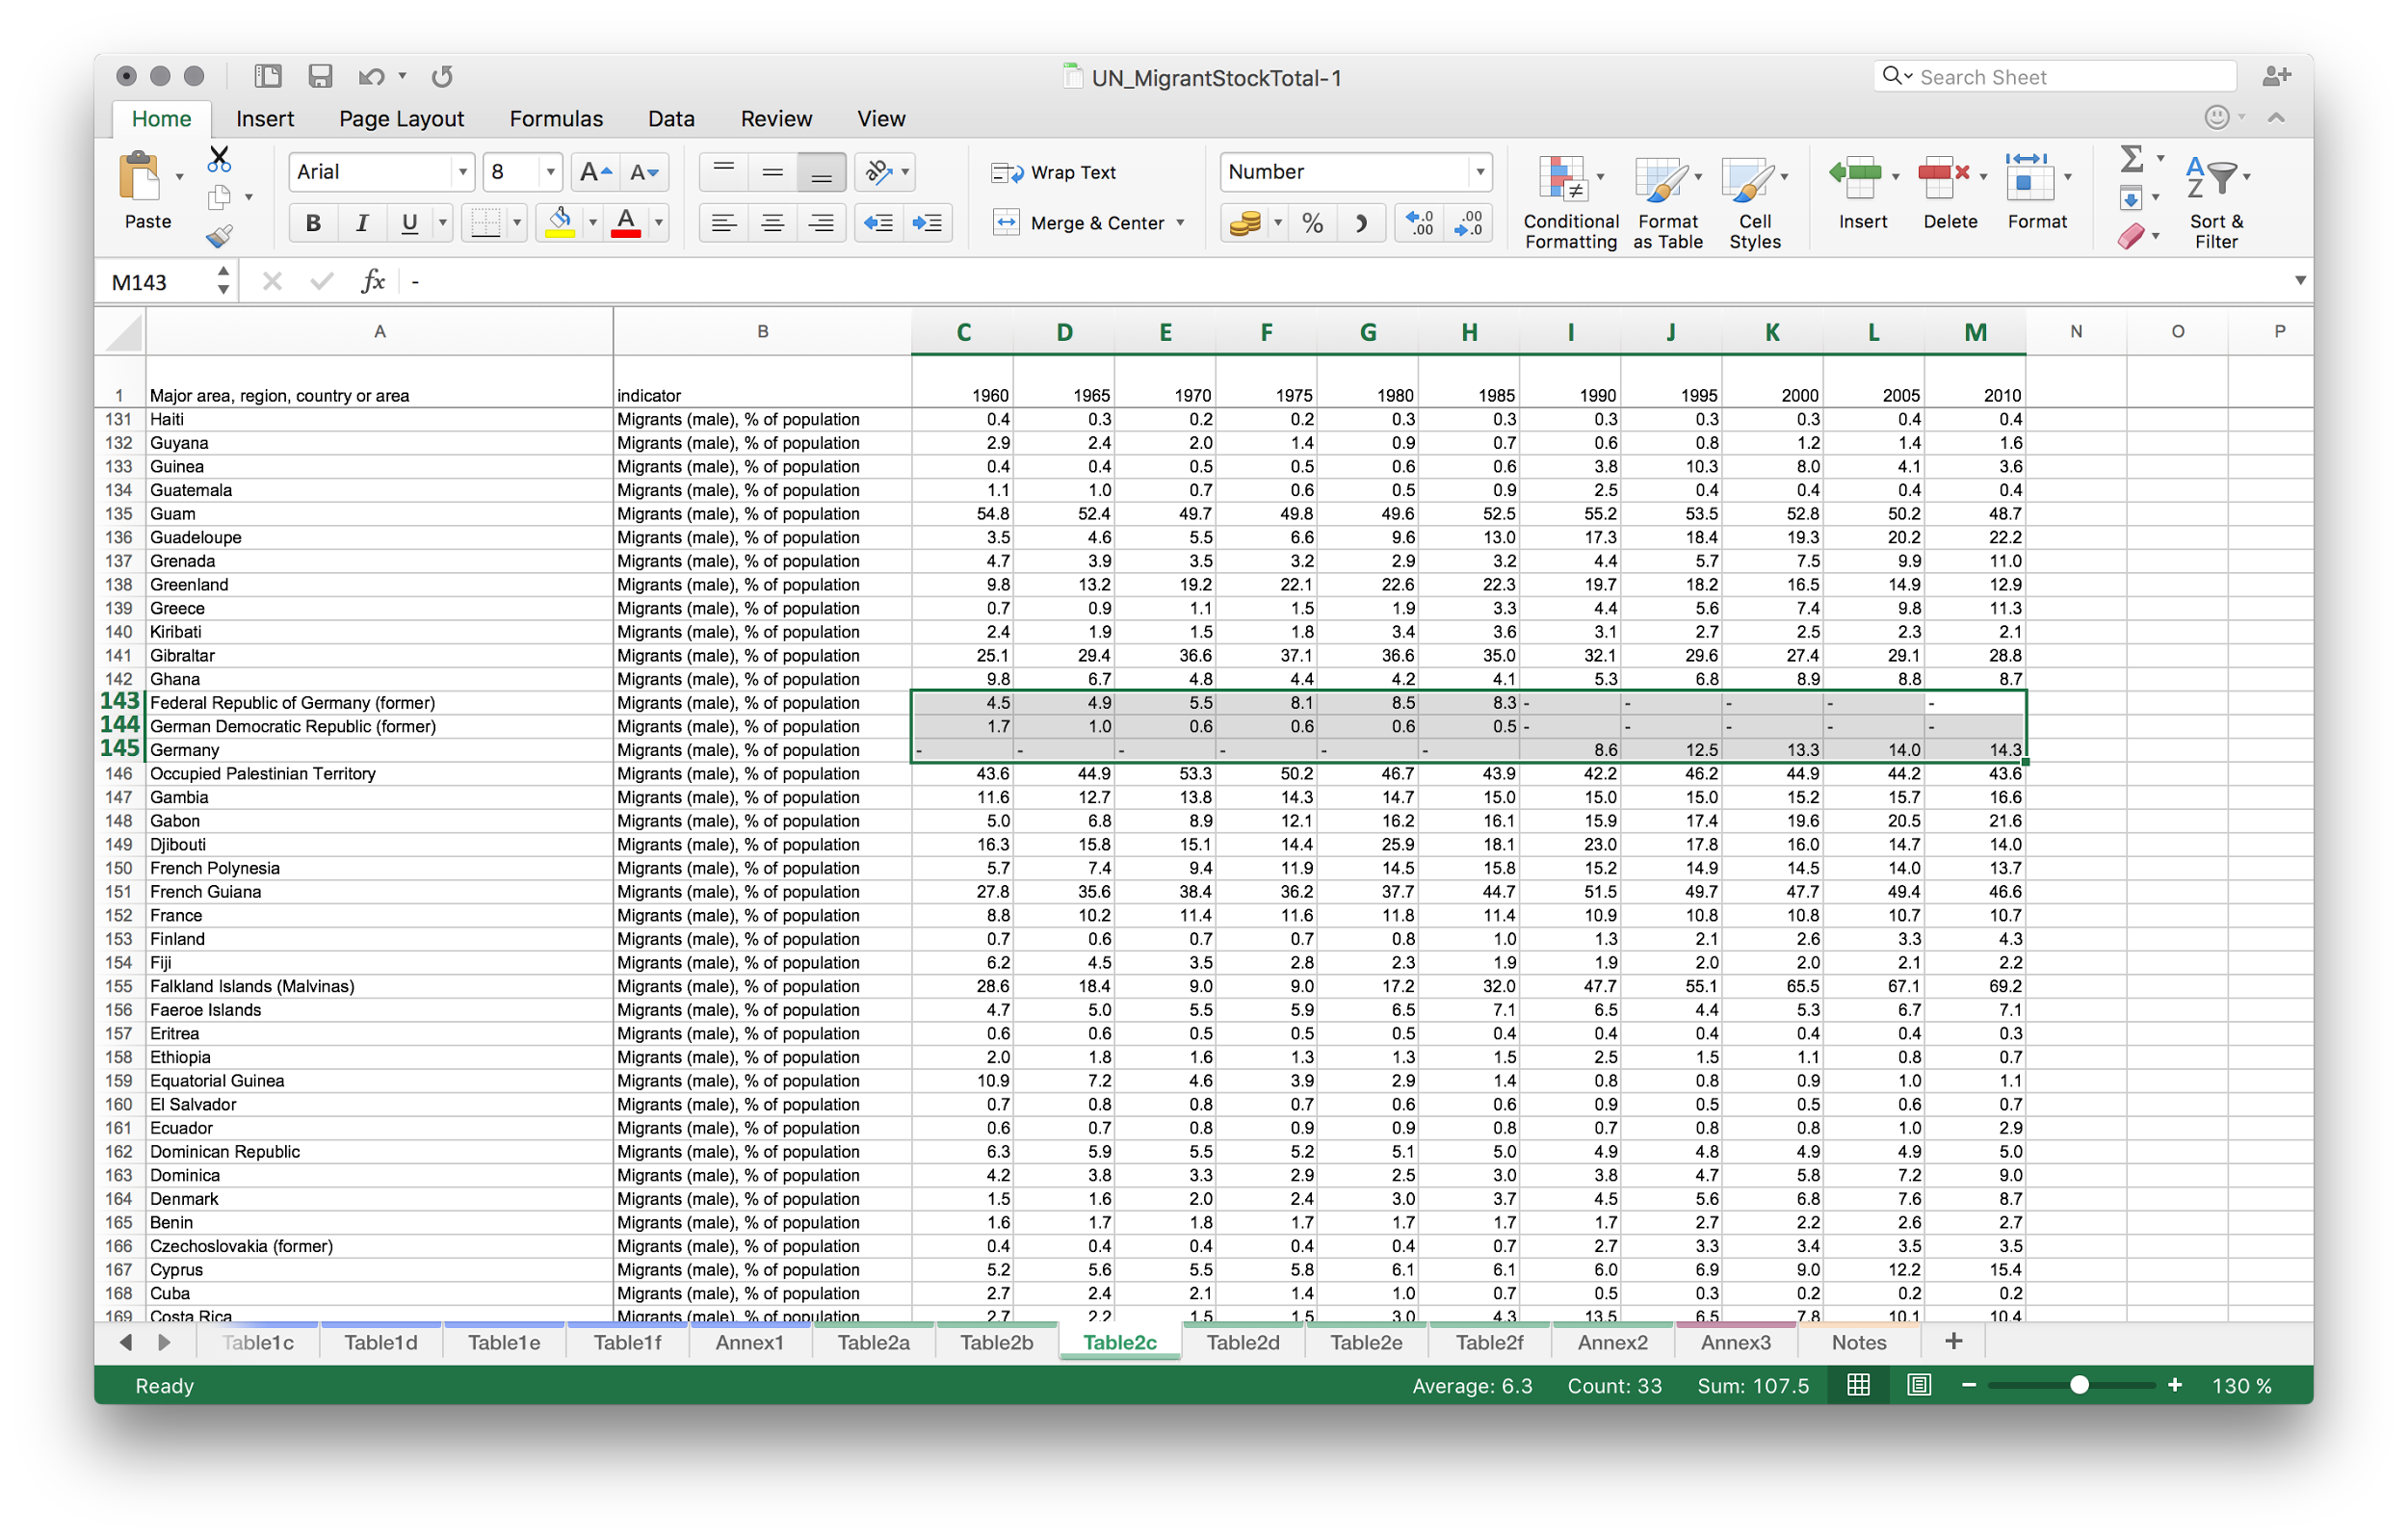 UN_MigrantStockTotal-1
Search Sheet
Home Insert Page Layout Formulas Data Review View
Paste
Arial 8
Wrap Text
Merge & Center
Number
Conditional Formatting
Format as Table
Cell Styles
Insert Delete Format
Sort & Filter
M143 fx -
A B C D E F G H I J K L M N O P
1 Major area, region, country or area indicator 1960 1965 1970 1975 1980 1985 1990 1995 2000 2005 2010
131 Haiti Migrants (male), % of population 0.4 0.3 0.2 0.2 0.3 0.3 0.3 0.3 0.3 0.4 0.4
132 Guyana Migrants (male), % of population 2.9 2.4 2.0 1.4 0.9 0.7 0.6 0.8 1.2 1.4 1.6
133 Guinea Migrants (male), % of population 0.4 0.4 0.5 0.5 0.6 0.6 3.8 10.3 8.0 4.1 3.6
134 Guatemala Migrants (male), % of population 1.1 1.0 0.7 0.6 0.5 0.9 2.5 0.4 0.4 0.4 0.4
135 Guam Migrants (male), % of population 54.8 52.4 49.7 49.8 49.6 52.5 55.2 53.5 52.8 50.2 48.7
136 Guadeloupe Migrants (male), % of population 3.5 4.6 5.5 6.6 9.6 13.0 17.3 18.4 19.3 20.2 22.2
137 Grenada Migrants (male), % of population 4.7 3.9 3.5 3.2 2.9 3.2 4.4 5.7 7.5 9.9 11.0
138 Greenland Migrants (male), % of population 9.8 13.2 19.2 22.1 22.6 22.3 19.7 18.2 16.5 14.9 12.9
139 Greece Migrants (male), % of population 0.7 0.9 1.1 1.5 1.9 3.3 4.4 5.6 7.4 9.8 11.3
140 Kiribati Migrants (male), % of population 2.4 1.9 1.5 1.8 3.4 3.6 3.1 2.7 2.5 2.3 2.1
141 Gibraltar Migrants (male), % of population 25.1 29.4 36.6 37.1 36.6 35.0 32.1 29.6 27.4 29.1 28.8
142 Ghana Migrants (male), % of population 9.8 6.7 4.8 4.4 4.2 4.1 5.3 6.8 8.9 8.8 8.7
143 Federal Republic of Germany (former) Migrants (male), % of population 4.5 4.9 5.5 8.1 8.5 8.3 - - - - -
144 German Democratic Republic (former) Migrants (male), % of population 1.7 1.0 0.6 0.6 0.6 0.5 - - - - -
145 Germany Migrants (male), % of population - - - - - - 8.6 12.5 13.3 14.0 14.3
146 Occupied Palestinian Territory Migrants (male), % of population 43.6 44.9 53.3 50.2 46.7 43.9 42.2 46.2 44.9 44.2 43.6
147 Gambia Migrants (male), % of population 11.6 12.7 13.8 14.3 14.7 15.0 15.0 15.0 15.2 15.7 16.6
148 Gabon Migrants (male), % of population 5.0 6.8 8.9 12.1 16.2 16.1 15.9 17.4 19.6 20.5 21.6
149 Djibouti Migrants (male), % of population 16.3 15.8 15.1 14.4 25.9 18.1 23.0 17.8 16.0 14.7 14.0
150 French Polynesia Migrants (male), % of population 5.7 7.4 9.4 11.9 14.5 15.8 15.2 14.9 14.5 14.0 13.7
151 French Guiana Migrants (male), % of population 27.8 35.6 38.4 36.2 37.7 44.7 51.5 49.7 47.7 49.4 46.6
152 France Migrants (male), % of population 8.8 10.2 11.4 11.6 11.8 11.4 10.9 10.8 10.8 10.7 10.7
153 Finland Migrants (male), % of population 0.7 0.6 0.7 0.7 0.8 1.0 1.3 2.1 2.6 3.3 4.3
154 Fiji Migrants (male), % of population 6.2 4.5 3.5 2.8 2.3 1.9 1.9 2.0 2.0 2.1 2.2
155 Falkland Islands (Malvinas) Migrants (male), % of population 28.6 18.4 9.0 9.0 17.2 32.0 47.7 55.1 65.5 67.1 69.2
156 Faeroe Islands Migrants (male), % of population 4.7 5.0 5.5 5.9 6.5 7.1 6.5 4.4 5.3 6.7 7.1
157 Eritrea Migrants (male), % of population 0.6 0.6 0.5 0.5 0.5 0.4 0.4 0.4 0.4 0.4 0.3
158 Ethiopia Migrants (male), % of population 2.0 1.8 1.6 1.3 1.3 1.5 2.5 1.5 1.1 0.8 0.7
159 Equatorial Guinea Migrants (male), % of population 10.9 7.2 4.6 3.9 2.9 1.4 0.8 0.8 0.9 1.0 1.1
160 El Salvador Migrants (male), % of population 0.7 0.8 0.8 0.7 0.6 0.6 0.9 0.5 0.5 0.6 0.7
161 Ecuador Migrants (male), % of population 0.6 0.7 0.8 0.9 0.9 0.8 0.7 0.8 0.8 1.0 2.9
162 Dominican Republic Migrants (male), % of population 6.3 5.9 5.5 5.2 5.1 5.0 4.9 4.8 4.9 4.9 5.0
163 Dominica Migrants (male), % of population 4.2 3.8 3.3 2.9 2.5 3.0 3.8 4.7 5.8 7.2 9.0
164 Denmark Migrants (male), % of population 1.5 1.6 2.0 2.4 3.0 3.7 4.5 5.6 6.8 7.6 8.7
165 Benin Migrants (male), % of population 1.6 1.7 1.8 1.7 1.7 1.7 1.7 2.7 2.2 2.6 2.7
166 Czechoslovakia (former) Migrants (male), % of population 0.4 0.4 0.4 0.4 0.4 0.7 2.7 3.3 3.4 3.5 3.5
167 Cyprus Migrants (male), % of population 5.2 5.6 5.5 5.8 6.1 6.1 6.0 6.9 9.0 12.2 15.4
168 Cuba Migrants (male), % of population 2.7 2.4 2.1 1.4 1.0 0.7 0.5 0.3 0.2 0.2 0.2
169 Costa Rica Migrants (male), % of population 2.7 2.2 1.5 1.5 3.0 4.3 13.5 6.5 7.8 10.1 10.4
Table1c Table1d Table1e Table1f Annex1 Table2a Table2b Table2c Table2d Table2e Table2f Annex2 Annex3 Notes +
Ready Average: 6.3 Count: 33 Sum: 107.5 130 %